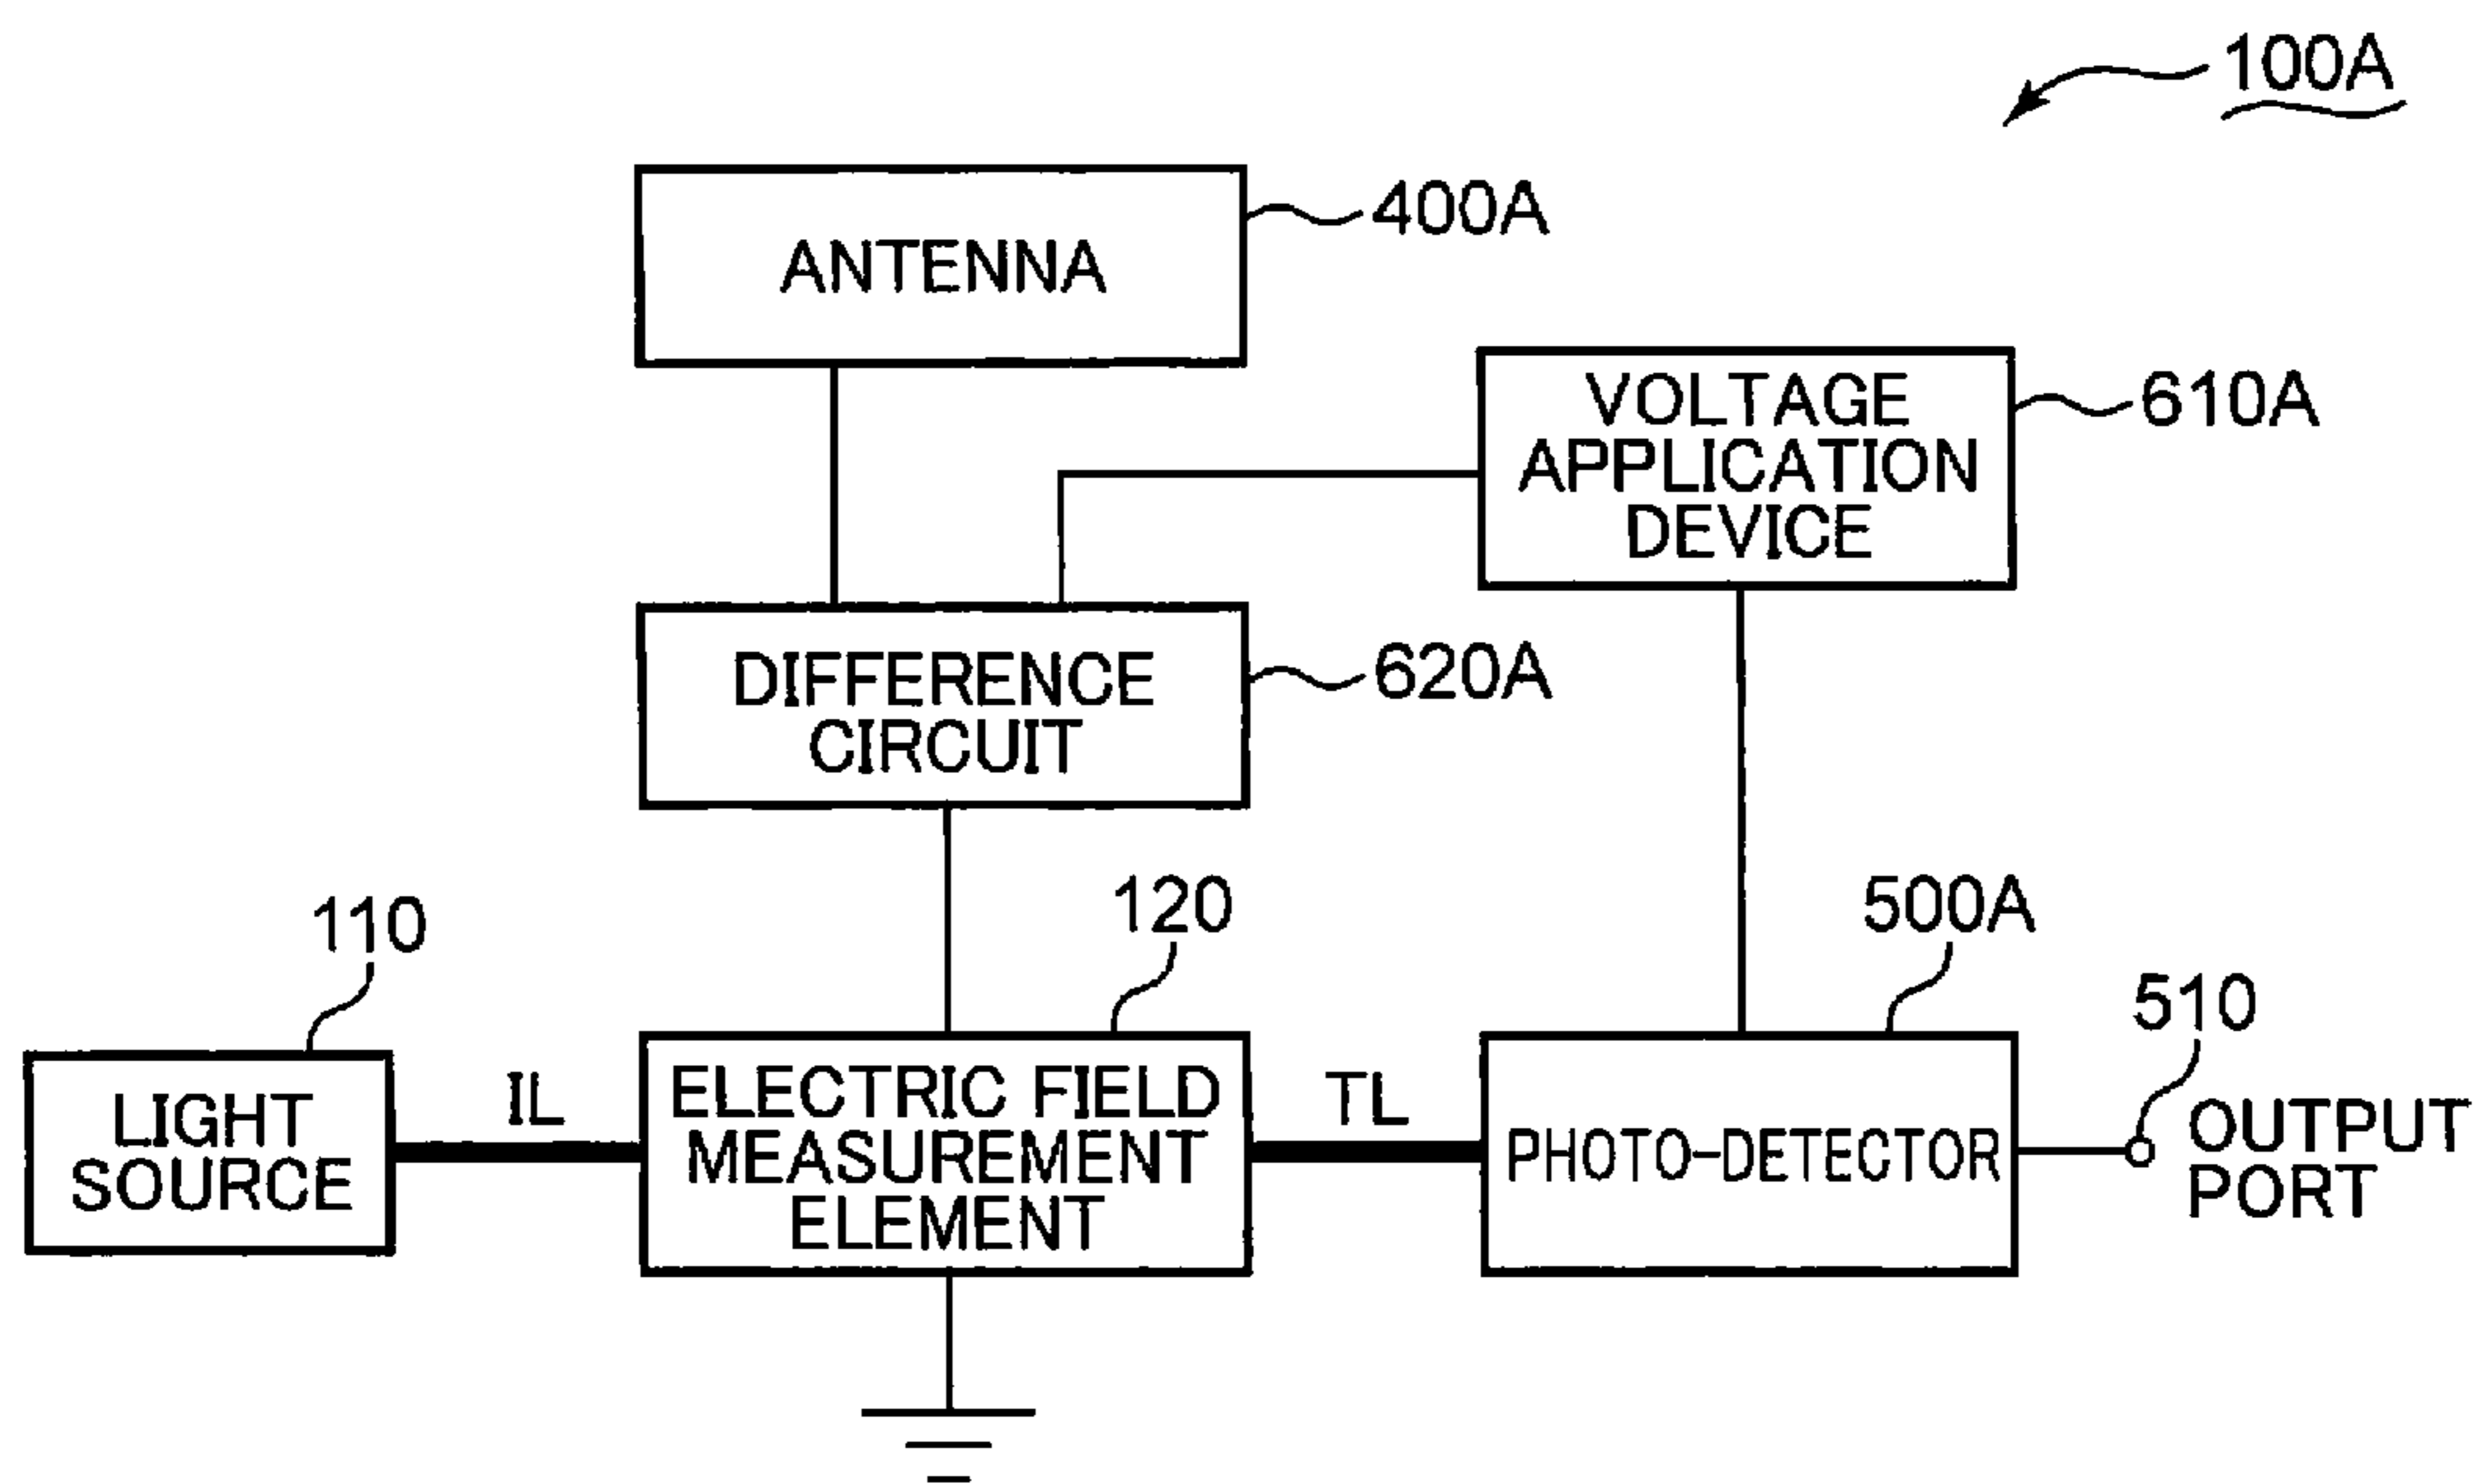 100A
400A
ANTENNA
610A
VOLTAGE
APPLICATION
DEVICE
620A
DIFFERENCE
CIRCUIT
110
120
500A
510
LIGHT
SOURCE
IL
ELECTRIC FIELD
MEASUREMENT
ELEMENT
TL
PHOTO-DETECTOR
OUTPUT
PORT